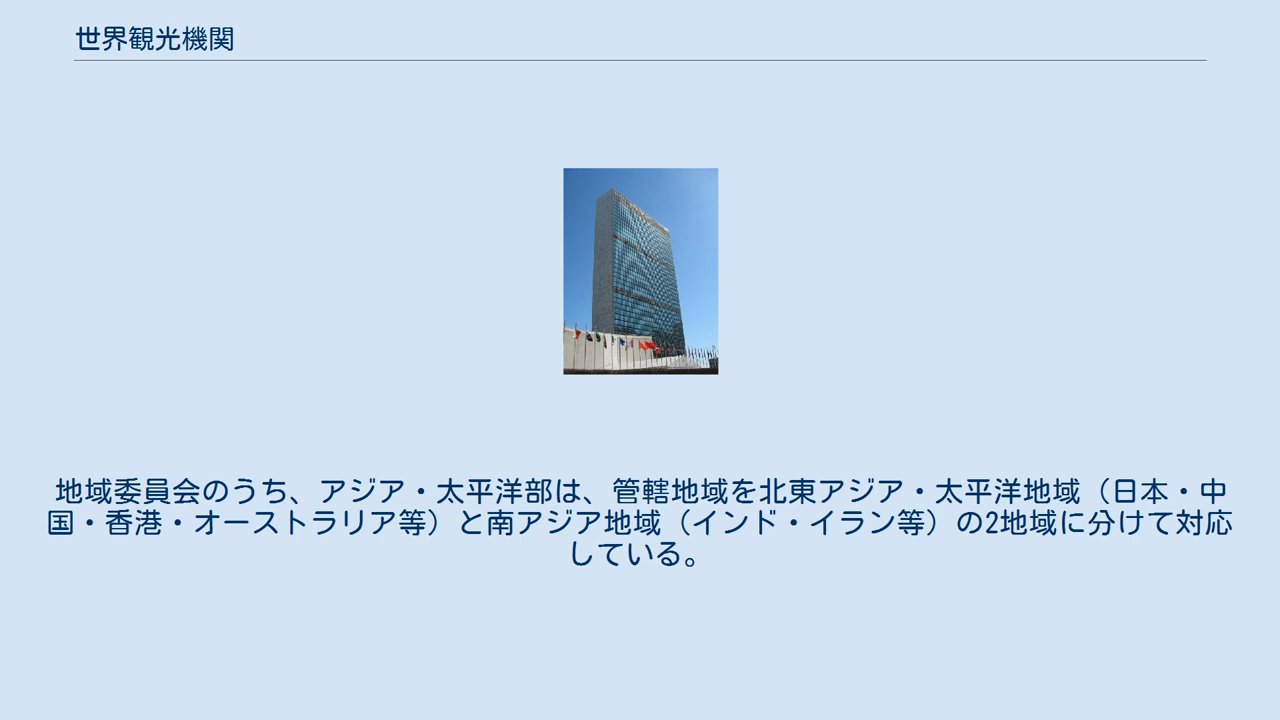 世界観光機関
地域委員会のうち、アジア・太平洋部は、管轄地域を北東アジア・太平洋地域（日本・中
国・香港・オーストラリア等）と南アジア地域（インド・イラン等）の2地域に分けて対応
している。